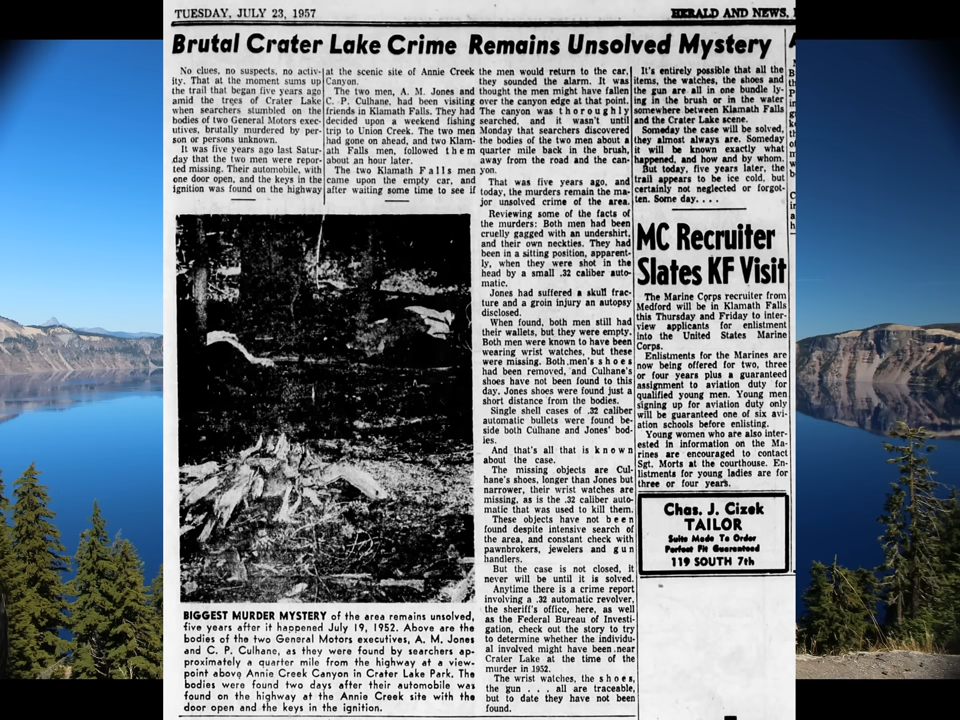 TUESDAY, JULY 23, 1957
HERALD AND NEWS,
Brutal Crater Lake Crime Remains Unsolved Mystery
No clues, no suspects, no activ-
ity. That at the moment sums up
the trail that began five years ago
amid the trees of Crater Lake
when searchers stumbled on the
bodies of two General Motors exec-
utives, brutally murdered by per-
son or persons unknown.
It was five years ago last Satur-
day that the two men were repor-
ted missing. Their automobile, with
one door open, and the keys in the
ignition was found on the highway
at the scenic site of Annie Creek
Canyon.
The two men, A. M. Jones and
C. P. Culhane, had been visiting
friends in Klamath Falls. They had
decided upon a weekend fishing
trip to Union Creek. The two men
had gone on ahead, and two Klam-
ath Falls men, followed them
about an hour later.
The two Klamath Falls men
came upon the empty car, and
after waiting some time to see if
the men would return to the car,
they sounded the alarm. It was
thought the men might have fallen
over the canyon edge at that point.
The canyon was thoroughly
searched, and it wasn't until
Monday that searchers discovered
the bodies of the two men about a
quarter mile back in the brush,
away from the road and the can-
yon.
That was five years ago, and
today, the murders remain the ma-
jor unsolved crime of the area.
Reviewing some of the facts of
the murders: Both men had been
cruelly gagged with an undershirt,
and their own neckties. They had
been in a sitting position, apparent-
ly, when they were shot in the
head by a small .32 caliber auto-
matic.
Jones had suffered a skull frac-
ture and a groin injury an autopsy
disclosed.
When found, both men still had
their wallets, but they were empty.
Both men were known to have been
wearing wrist watches, but these
were missing. Both men's shoes
had been removed, and Culhane's
shoes have not been found to this
day. Jones shoes were found just a
short distance from the bodies.
Single shell cases of .32 caliber
automatic bullets were found be-
side both Culhane and Jones' bod-
ies.
And that's all that is known
about the case.
The missing objects are Cul-
hane's shoes, longer than Jones but
narrower, their wrist watches are
missing, as is the .32 caliber auto-
matic that was used to kill them.
These objects have not been
found despite intensive search of
the area, and constant check with
pawnbrokers, jewelers and gun
handlers.
But the case is not closed, it
never will be until it is solved.
Anytime there is a crime report
involving a .32 automatic revolver,
the sheriff's office, here, as well
as the Federal Bureau of Investi-
gation, check out the story to try
to determine whether the individu-
al involved might have been near
Crater Lake at the time of the
murder in 1952.
The wrist watches, the shoes,
the gun . . . all are traceable,
but to date they have not been
found.
It's entirely possible that all the
items, the watches, the shoes and
the gun are all in one bundle ly-
ing in the brush or in the water
somewhere between Klamath Falls
and the Crater Lake scene.
Someday the case will be solved,
they almost always are. Someday
it will be known exactly what
happened, and how and by whom.
But today, five years later, the
trail appears to be ice cold, but
certainly not neglected or forgot-
ten. Some day. . . .
BIGGEST MURDER MYSTERY of the area remains unsolved,
five years after it happened July 19, 1952. Above are the
bodies of the two General Motors executives, A. M. Jones
and C. P. Culhane, as they were found by searchers ap-
proximately a quarter mile from the highway at a view-
point above Annie Creek Canyon in Crater Lake Park. The
bodies were found two days after their automobile was
found on the highway at the Annie Creek site with the
door open and the keys in the ignition.
MC Recruiter
Slates KF Visit
The Marine Corps recruiter from
Medford will be in Klamath Falls
this Thursday and Friday to inter-
view applicants for enlistment
into the United States Marine
Corps.
Enlistments for the Marines are
now being offered for two, three
or four years plus a guaranteed
assignment to aviation duty for
qualified young men. Young men
signing up for aviation duty only
will be guaranteed one of six avi-
ation schools before enlisting.
Young women who are also inter-
ested in information on the Ma-
rines are encouraged to contact
Sgt. Morts at the courthouse. En-
listments for young ladies are for
three or four years.
Chas. J. Cizek
TAILOR
Suits Made To Order
Perfect Fit Guaranteed
119 SOUTH 7th